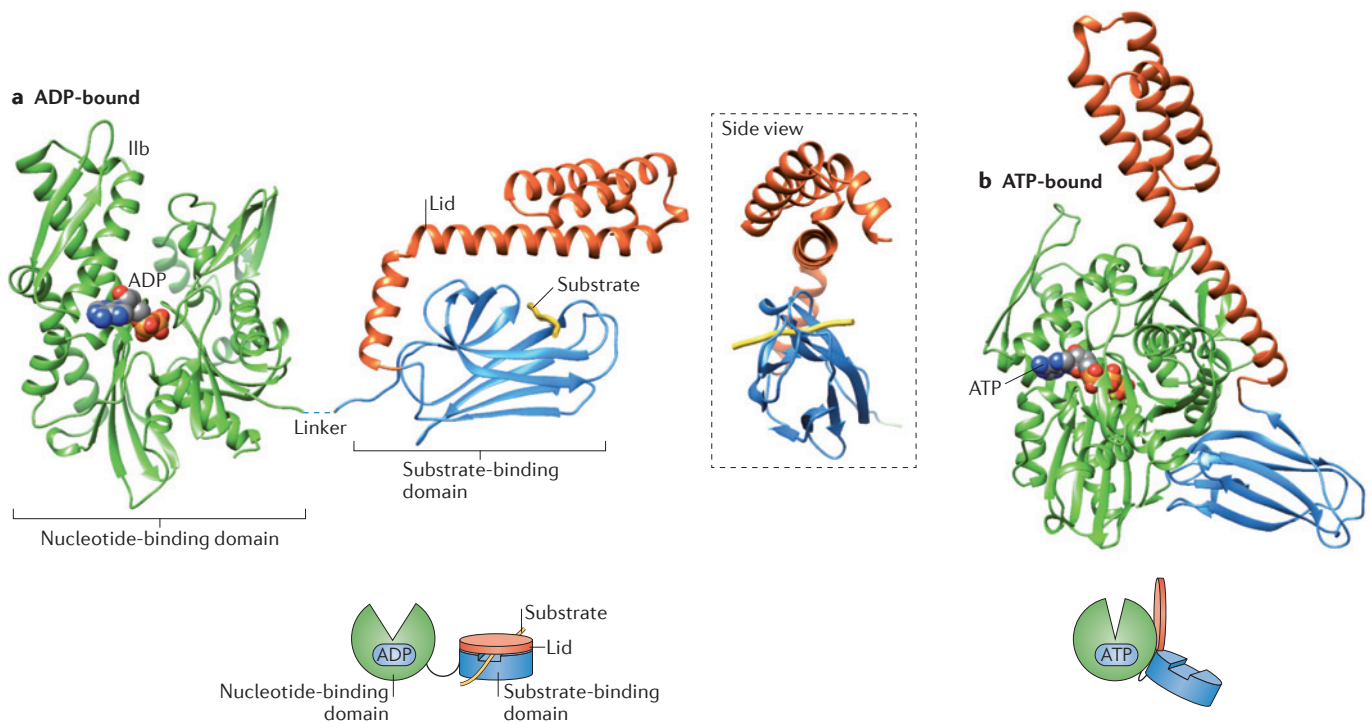 a ADP-bound
IIb
ADP
Linker
Nucleotide-binding domain
Lid
Substrate
Substrate-binding
domain
Side view
b ATP-bound
ATP
ADP
Nucleotide-binding
domain
Substrate
Lid
Substrate-binding
domain
ATP